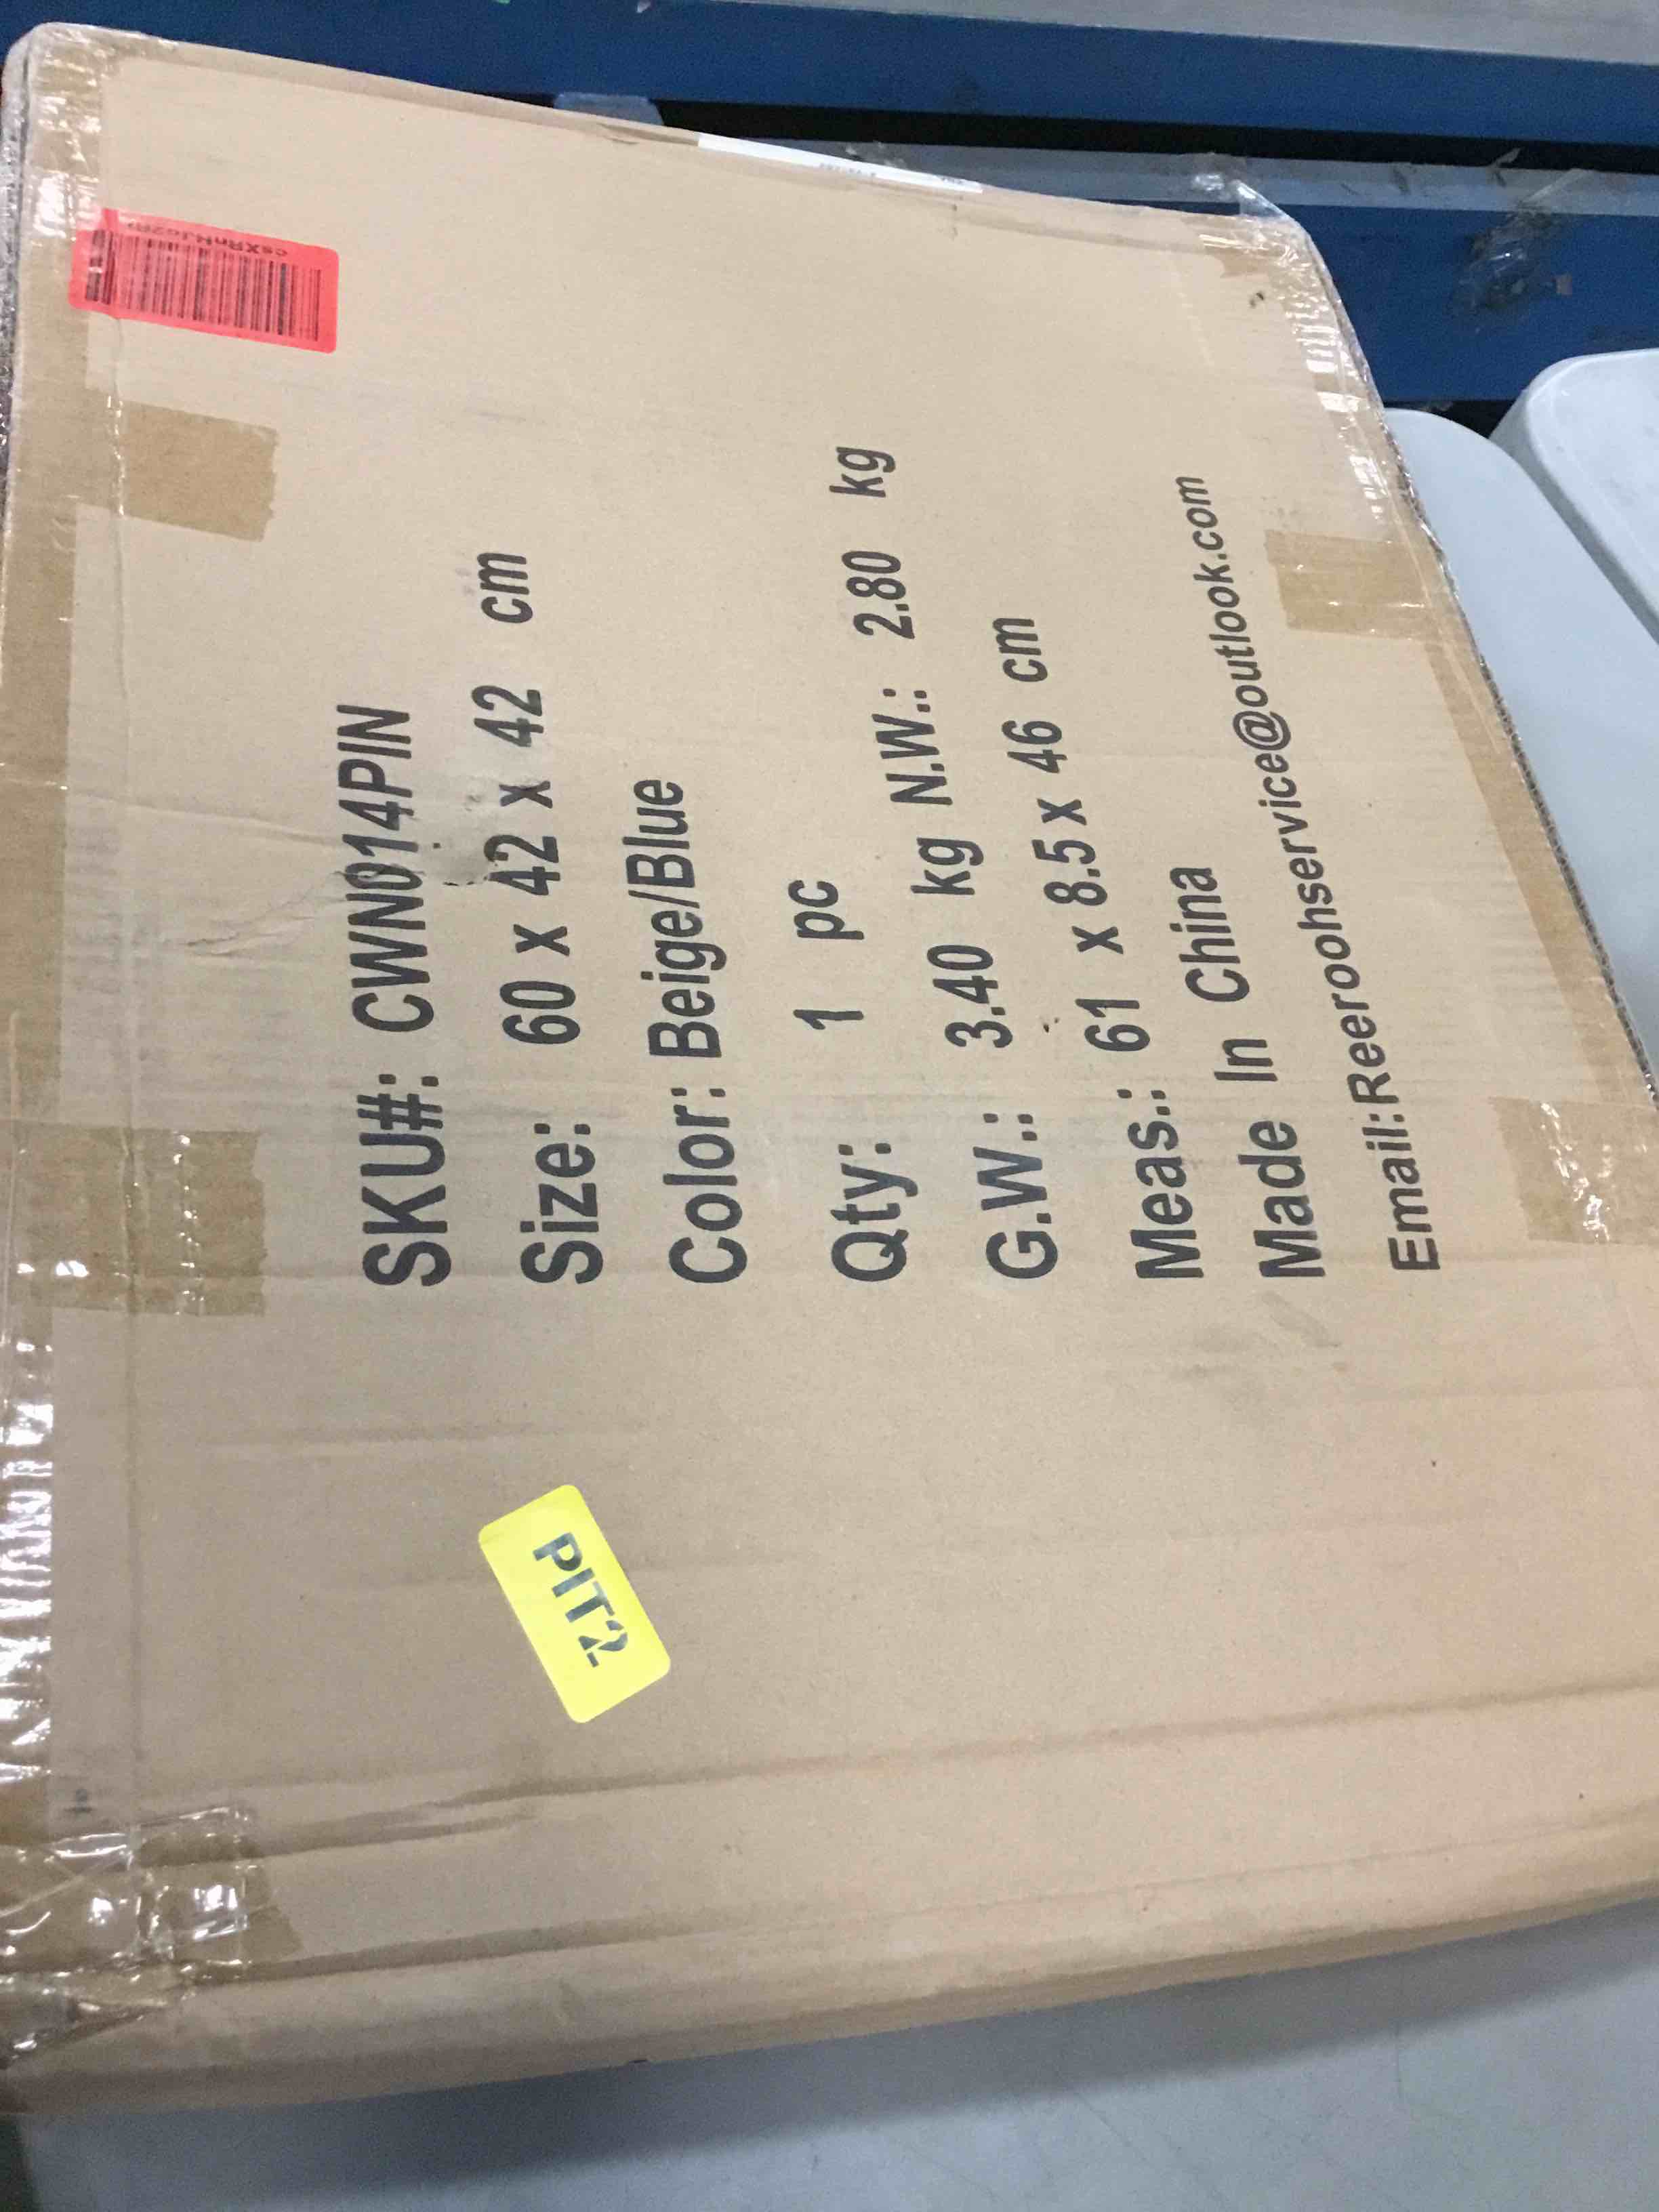 SKU#: CWN014PIN
Size: 60 x 42 x 42 cm
Color: Beige/Blue
Qty: 1 pc
G.W.: 3.40 kg N.W.: 2.80 kg
Meas.: 61 x 8.5 x 46 cm
Made In China
Email:Reeroohservice@outlook.com
PIT2